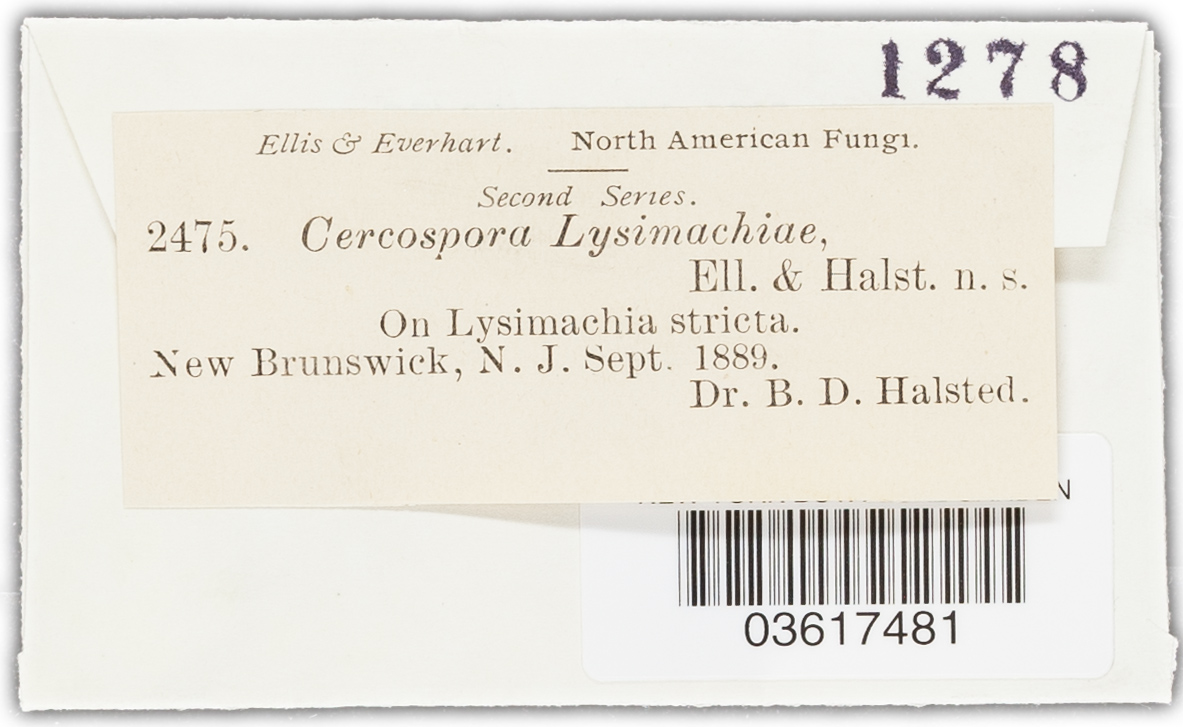 1278
Ellis & Everhart. North American Fungi.
Second Series.
2475. Cercospora Lysimachiae,
Ell. & Halst. n. s.
On Lysimachia stricta.
New Brunswick, N. J. Sept. 1889.
Dr. B. D. Halsted.
03617481